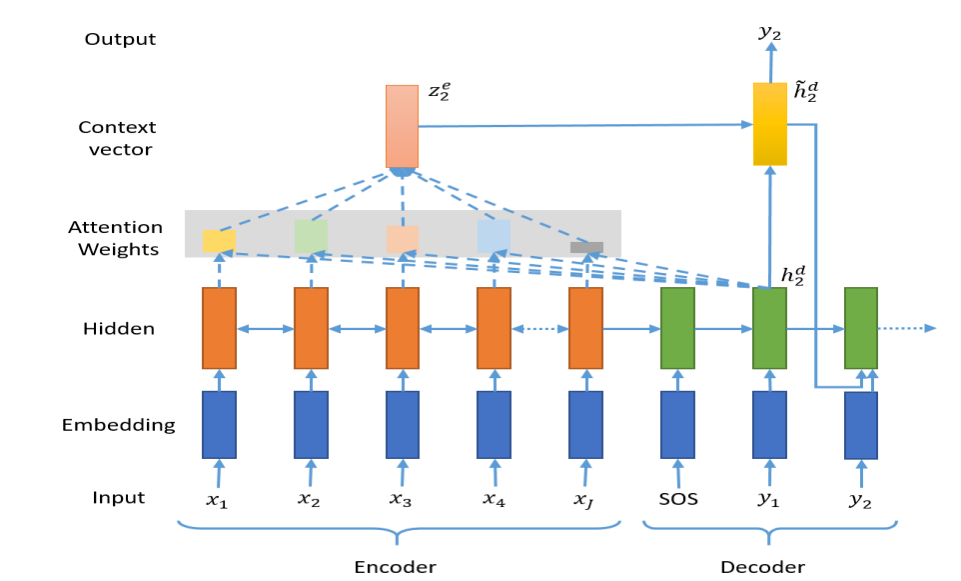 Output
y₂
z₂ᵉ
h̃₂ᵈ
Context
vector
Attention
Weights
h₂ᵈ
Hidden
Embedding
Input x₁ x₂ x₃ x₄ x_J SOS y₁ y₂
Encoder Decoder